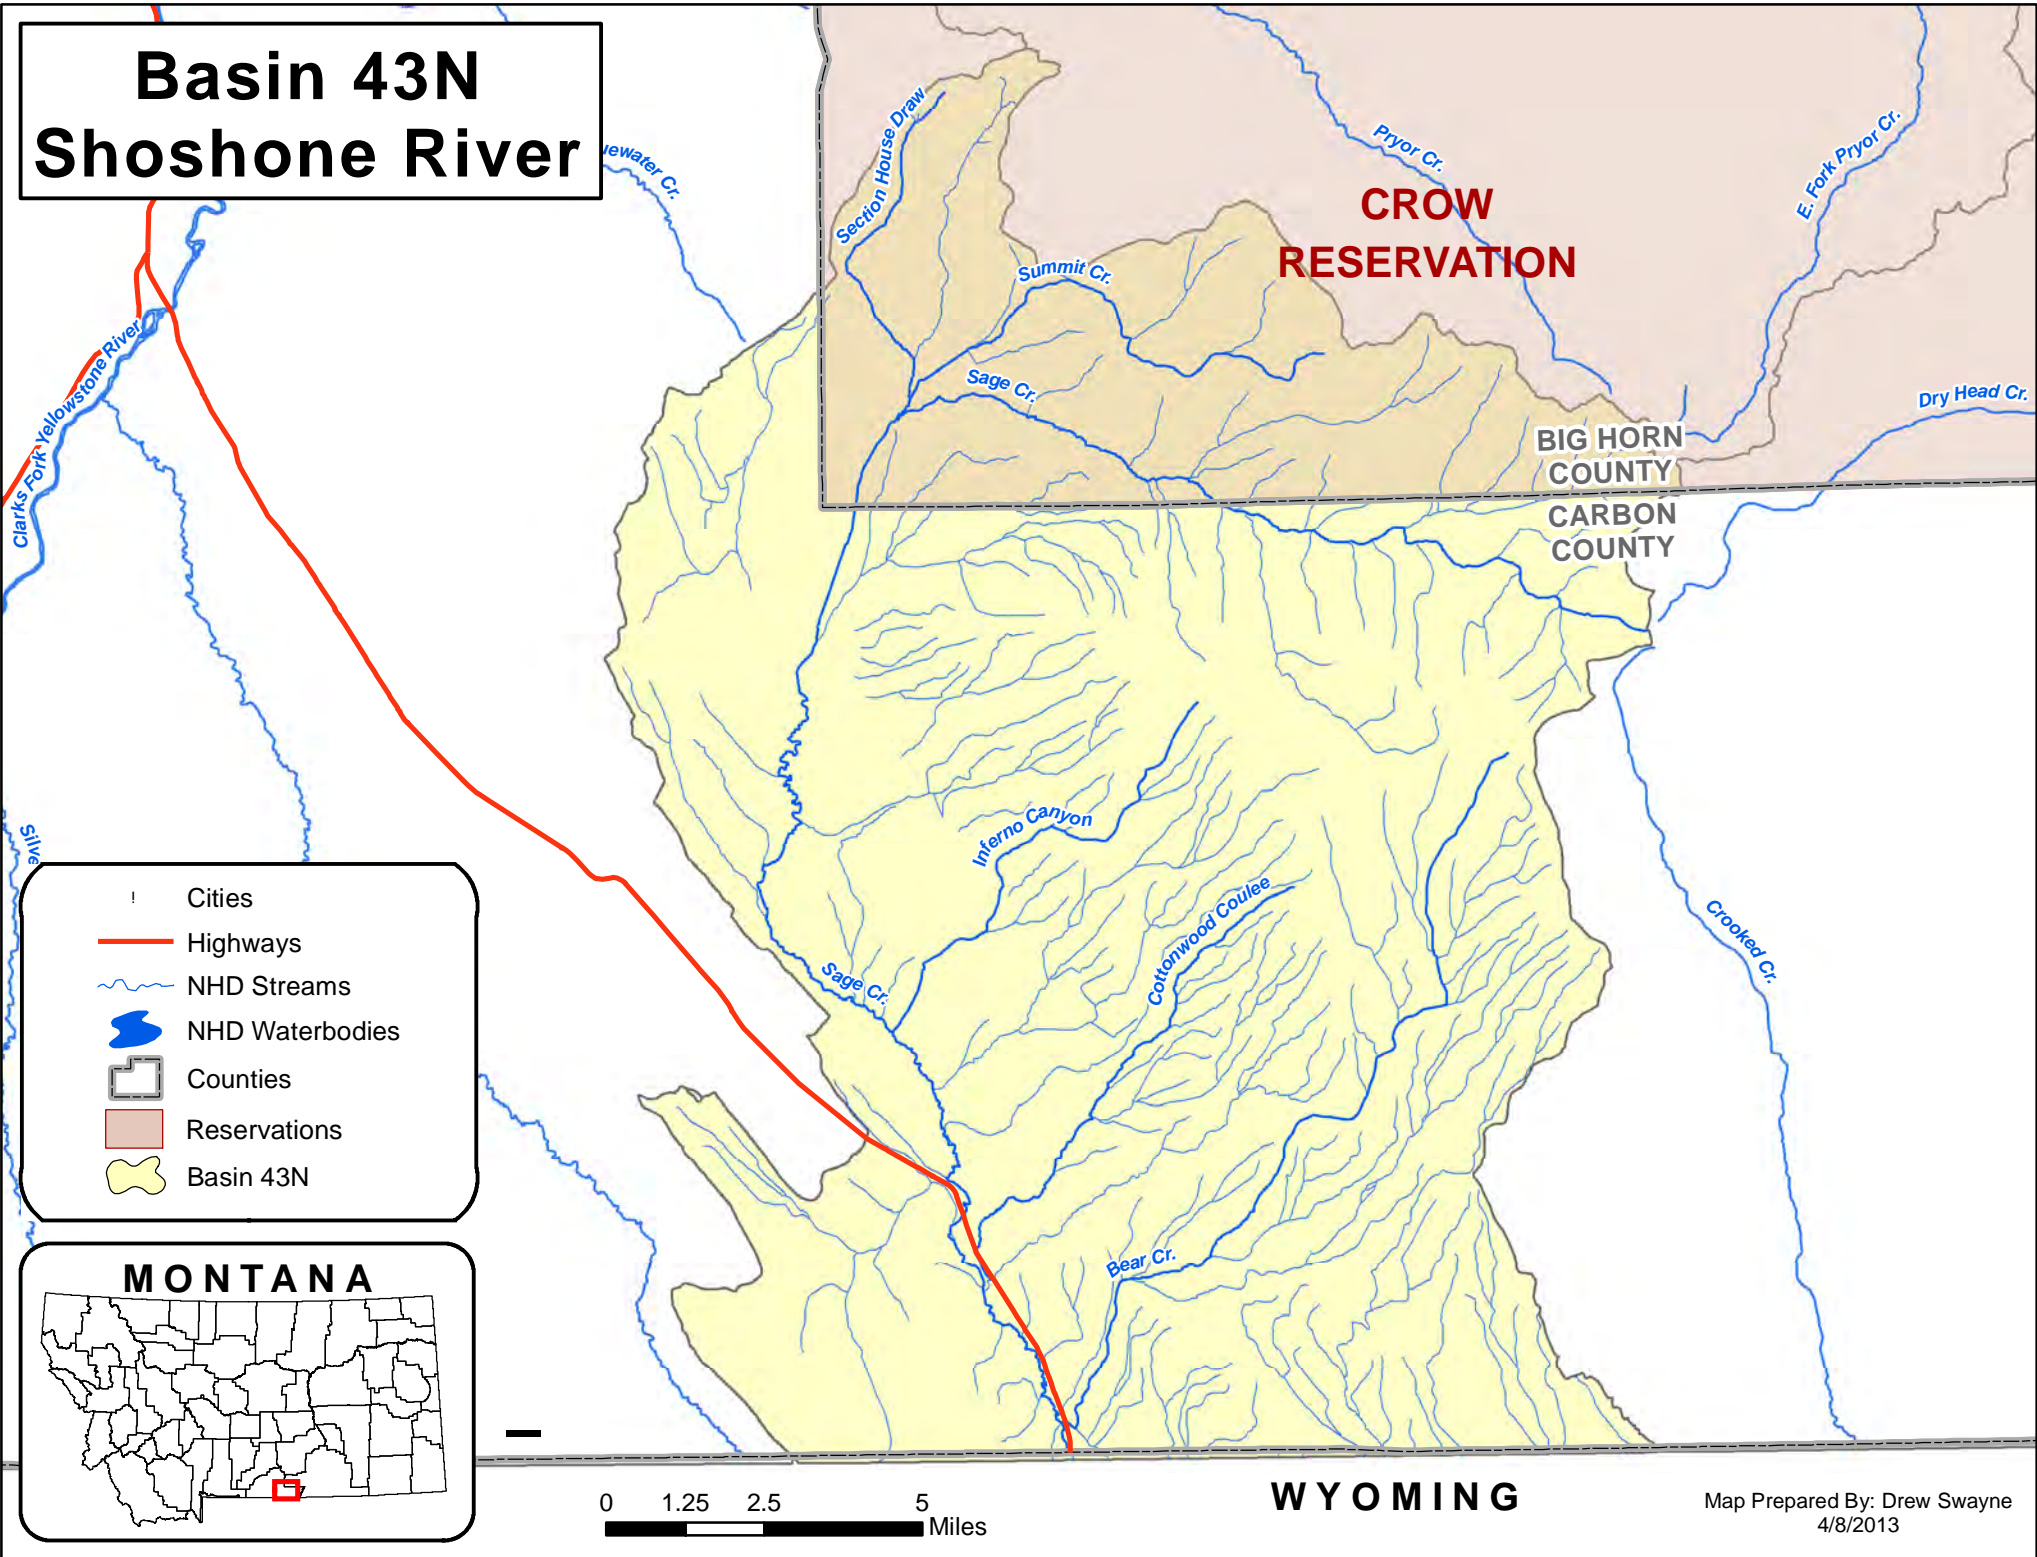 Basin 43N
Shoshone River
uewater Cr.
Section House Draw
Pryor Cr.
E. Fork Pryor Cr.
CROW
RESERVATION
Summit Cr.
Sage Cr.
Dry Head Cr.
Clarks Fork Yellowstone River
BIG HORN
COUNTY
CARBON
COUNTY
Inferno Canyon
Silve
Cottonwood Coulee
Crooked Cr.
Sage Cr.
Bear Cr.
! Cities
Highways
NHD Streams
NHD Waterbodies
Counties
Reservations
Basin 43N
MONTANA
0 1.25 2.5 5
Miles
WYOMING
Map Prepared By: Drew Swayne
4/8/2013